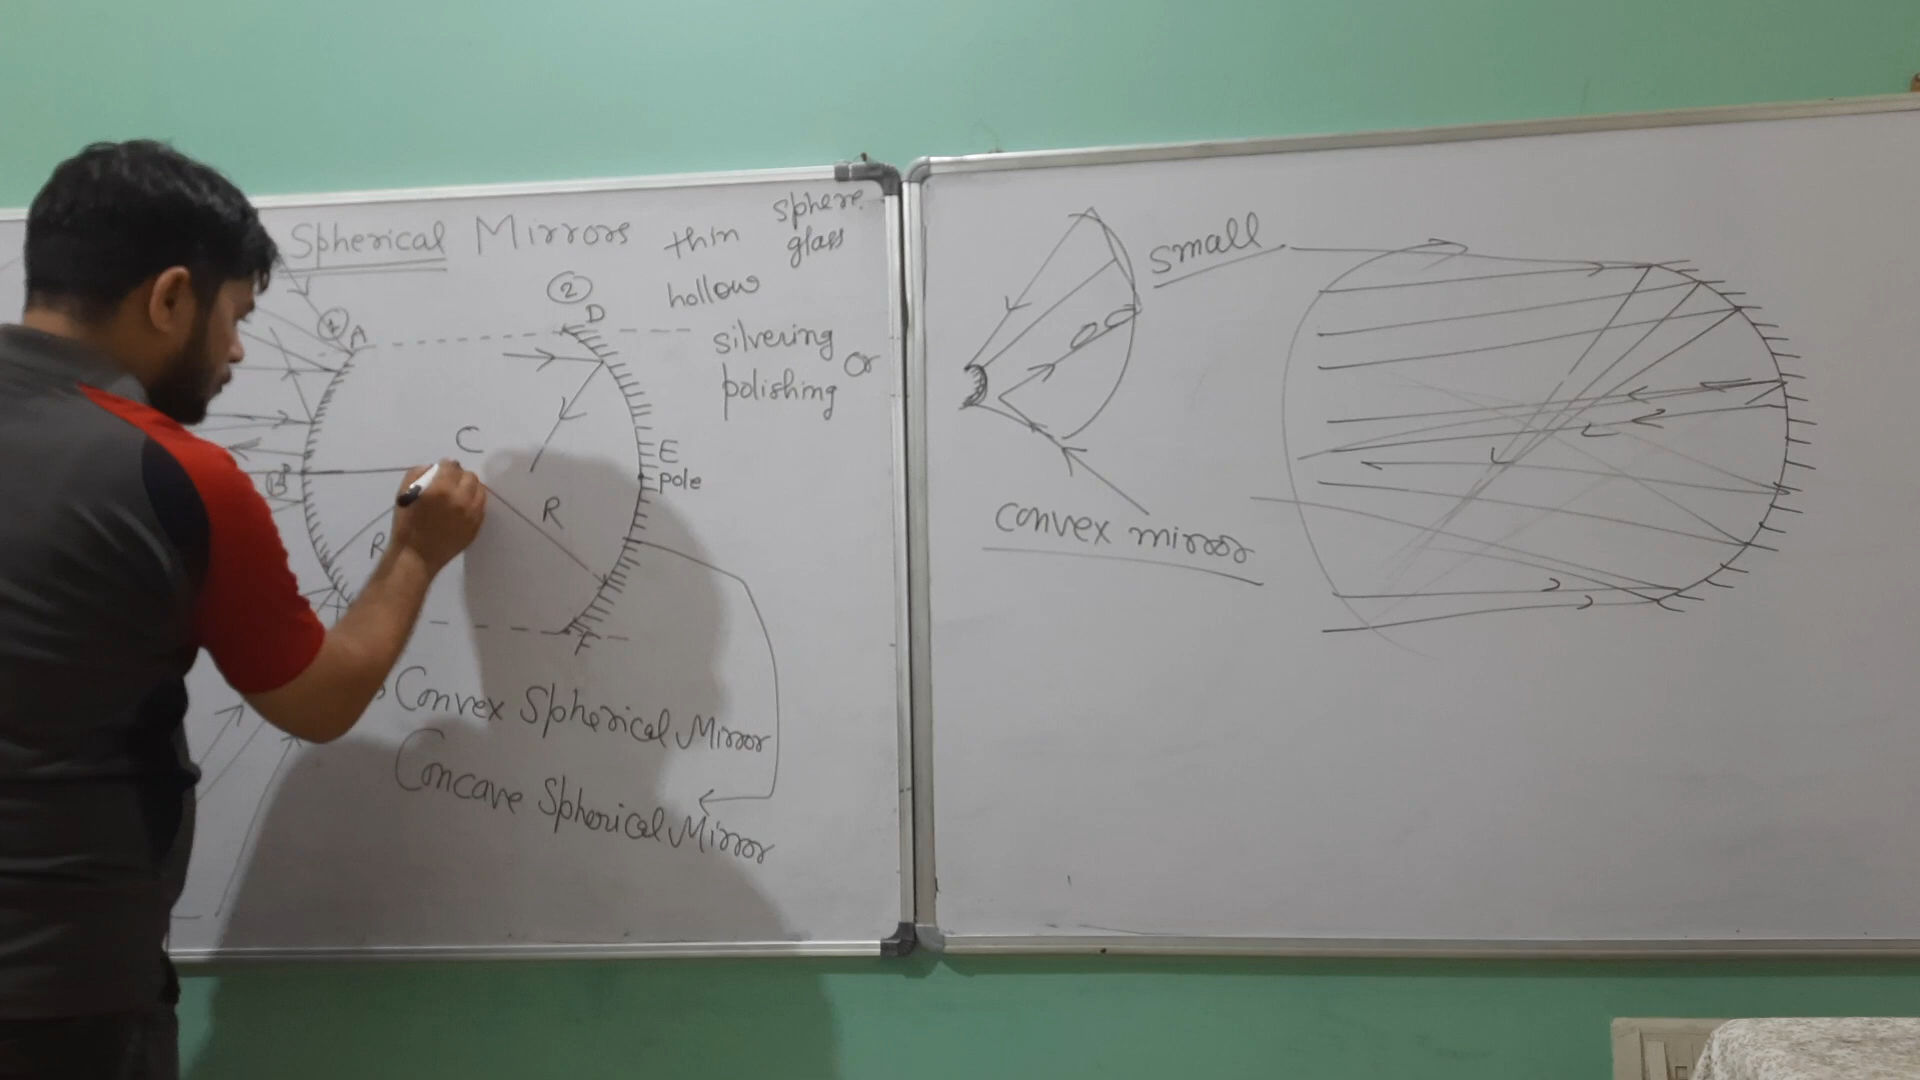 Spherical Mirrors thin sphere
glass
hollow
silvering
or
polishing
1 A
2 D
C
E
pole
B
R
R
F
Convex Spherical Mirror
Concave Spherical Mirror
small
convex mirror